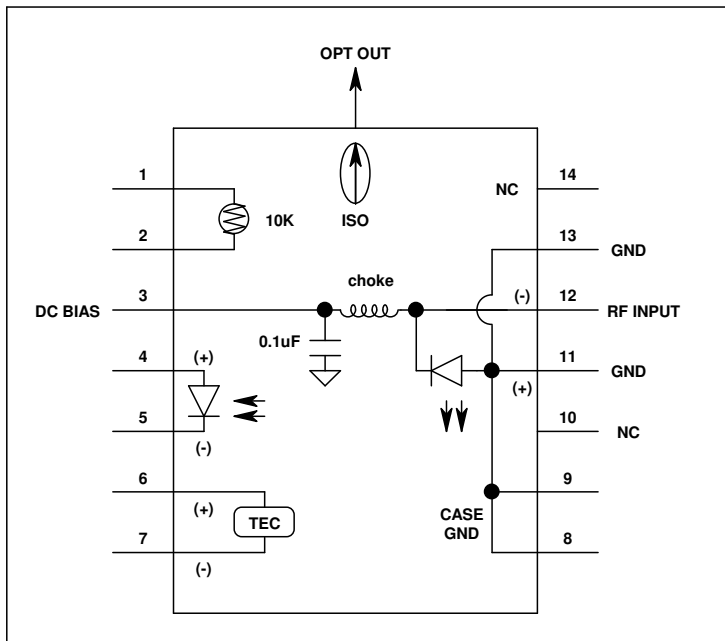 OPT OUT
1
14
NC
10K
ISO
2
13
GND
choke
DC BIAS
3
(-)
12
RF INPUT
0.1uF
4
(+)
11
GND
(+)
5
(-)
10
NC
6
(+)
9
TEC
CASE
GND
7
(-)
8